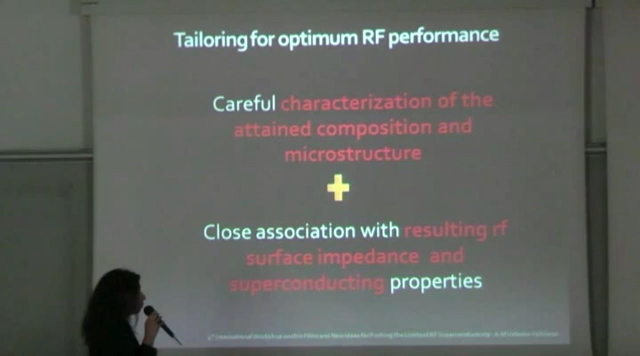 Tailoring for optimum RF performance
Careful characterization of the
attained composition and
microstructure
+
Close association with resulting rf
surface impedance and
superconducting properties